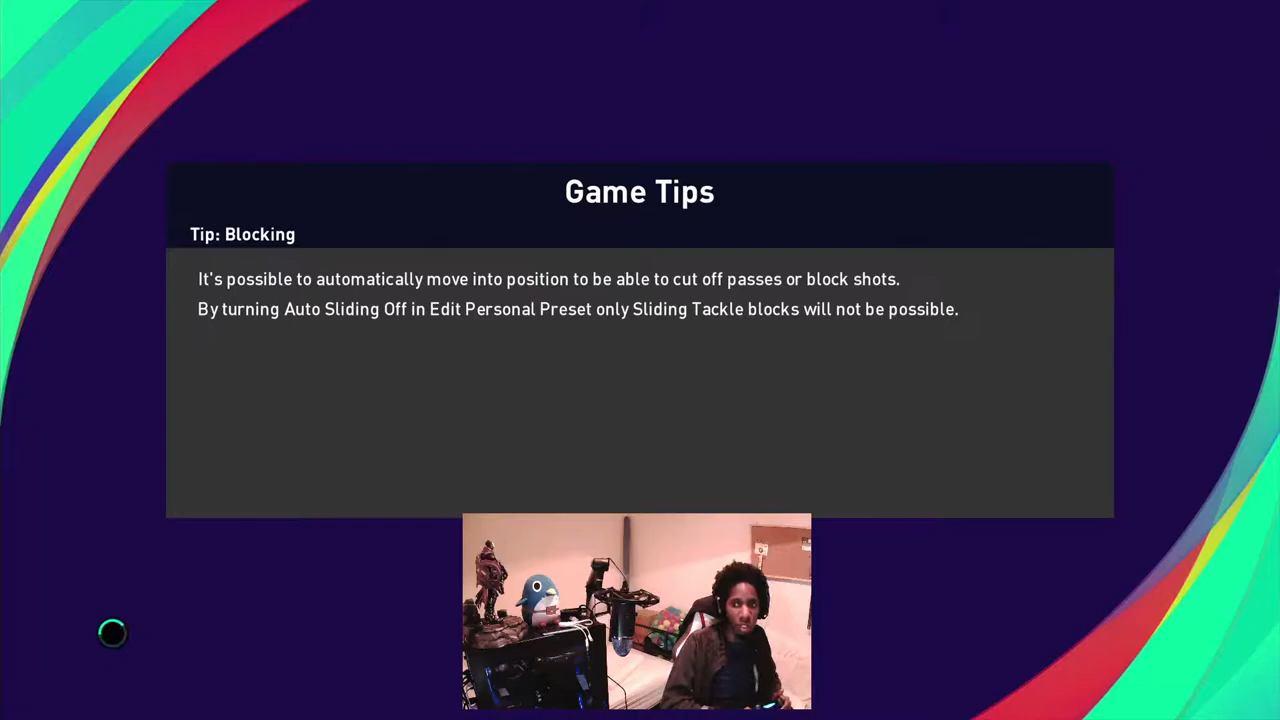 Game Tips
Tip: Blocking
It's possible to automatically move into position to be able to cut off passes or block shots.
By turning Auto Sliding Off in Edit Personal Preset only Sliding Tackle blocks will not be possible.